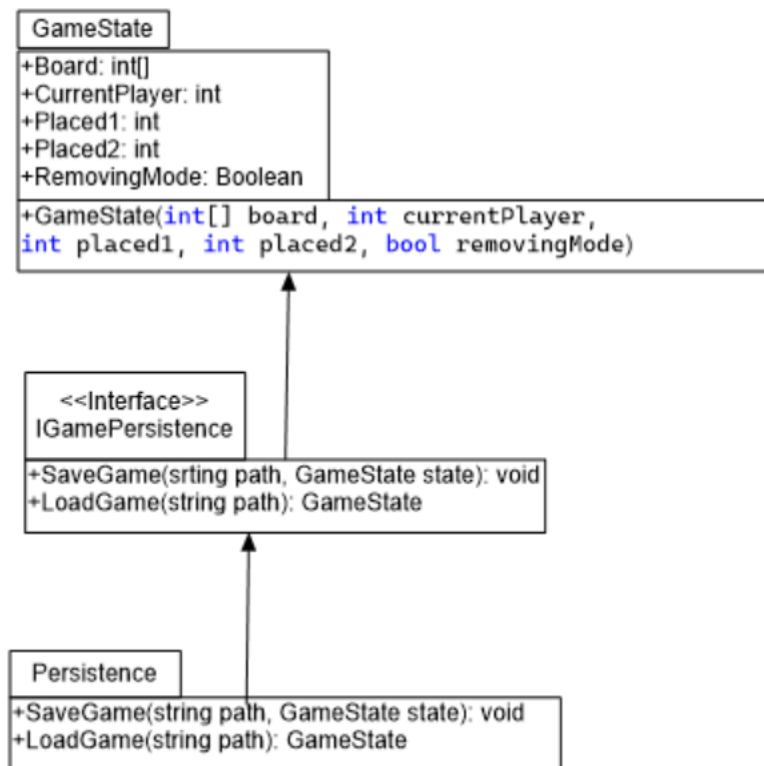 GameState
+Board: int[]
+CurrentPlayer: int
+Placed1: int
+Placed2: int
+RemovingMode: Boolean
+GameState(int[] board, int currentPlayer,
int placed1, int placed2, bool removingMode)
<<Interface>>
IGamePersistence
+SaveGame(srting path, GameState state): void
+LoadGame(string path): GameState
Persistence
+SaveGame(string path, GameState state): void
+LoadGame(string path): GameState